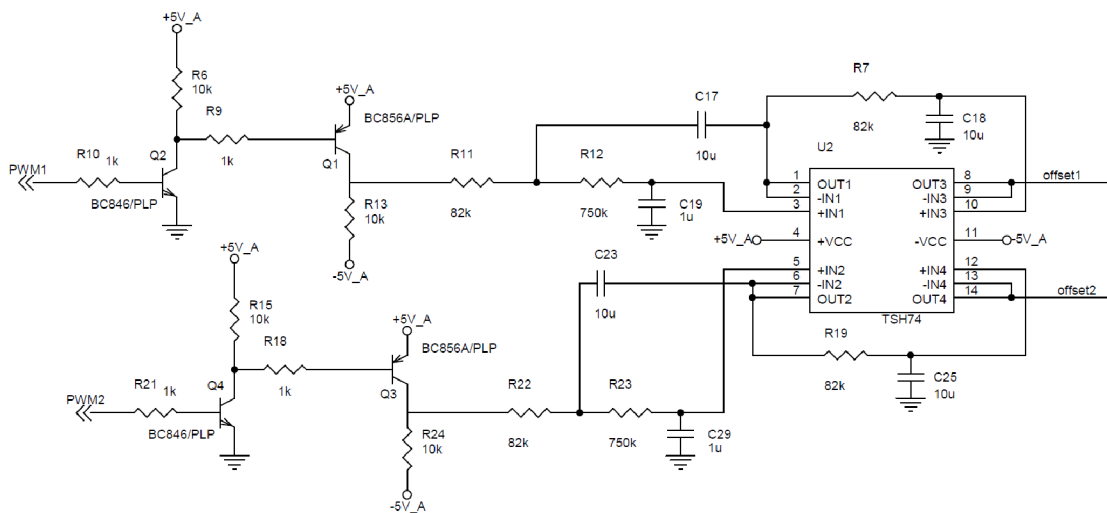 +5V_A
R6
10k
R9
1k
+5V_A
BC856A/PLP
Q1
R10
1k
Q2
PWM1
BC846/PLP
R13
10k
-5V_A
R11
82k
R12
750k
C19
1u
C17
10u
R7
82k
C18
10u
U2
1
OUT1
2
-IN1
3
+IN1
4
+VCC
+5V_A
5
+IN2
6
-IN2
7
OUT2
OUT3
8
-IN3
9
+IN3
10
-VCC
11
-5V_A
+IN4
12
-IN4
13
OUT4
14
TSH74
offset1
offset2
+5V_A
R15
10k
R18
1k
+5V_A
BC856A/PLP
Q3
R21
1k
Q4
PWM2
BC846/PLP
R24
10k
-5V_A
R22
82k
R23
750k
C29
1u
C23
10u
R19
82k
C25
10u